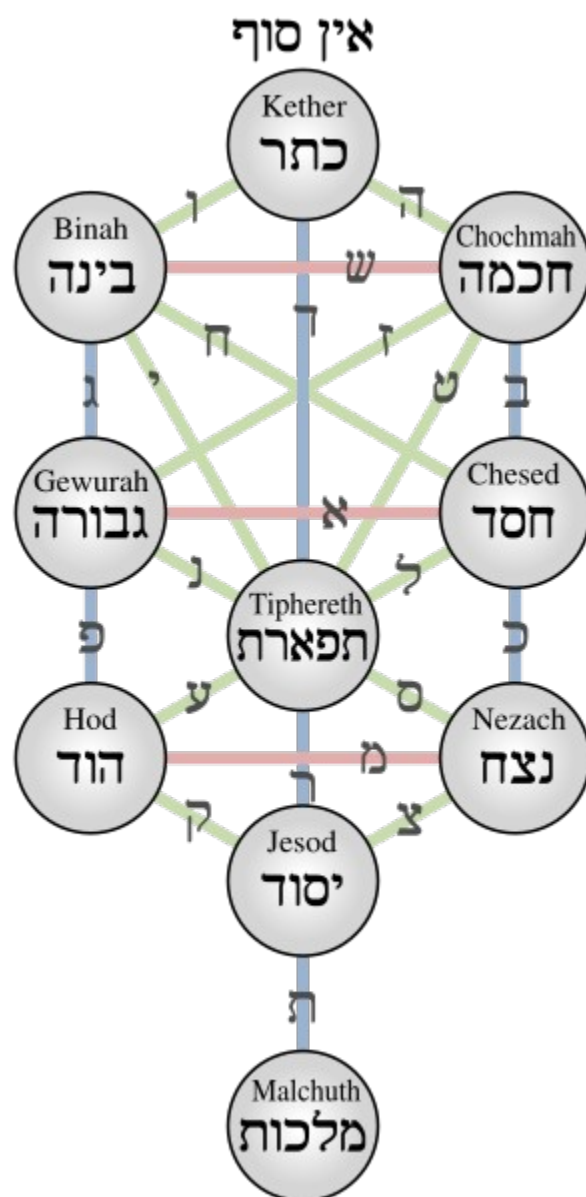 אין סוף
Kether
כתר
ו
ה
Binah
בינה
Chochmah
חכמה
ש
ד
ח
ז
ג
י
ט
ב
Gewurah
גבורה
Chesed
חסד
א
נ
ל
Tiphereth
תפארת
פ
כ
ע
ס
Hod
הוד
Nezach
נצח
מ
ר
ק
צ
Jesod
יסוד
ת
Malchuth
מלכות